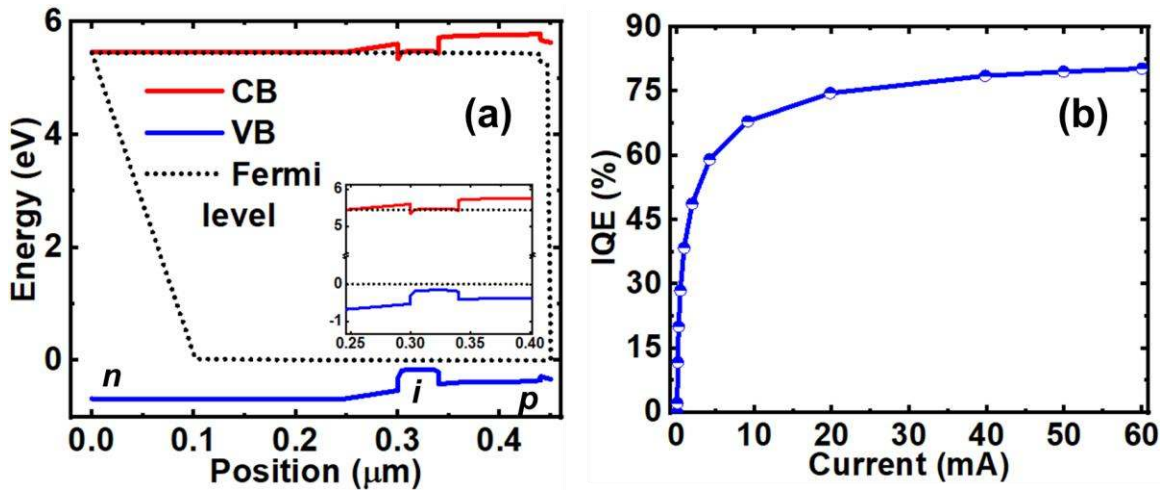 (a)
Energy (eV)
6
4
2
0
CB
VB
Fermi
level
6
5
0
-1
0.25 0.30 0.35 0.40
n
i
p
0.0 0.1 0.2 0.3 0.4
Position (μm)
(b)
IQE (%)
90
75
60
45
30
15
0
0 10 20 30 40 50 60
Current (mA)